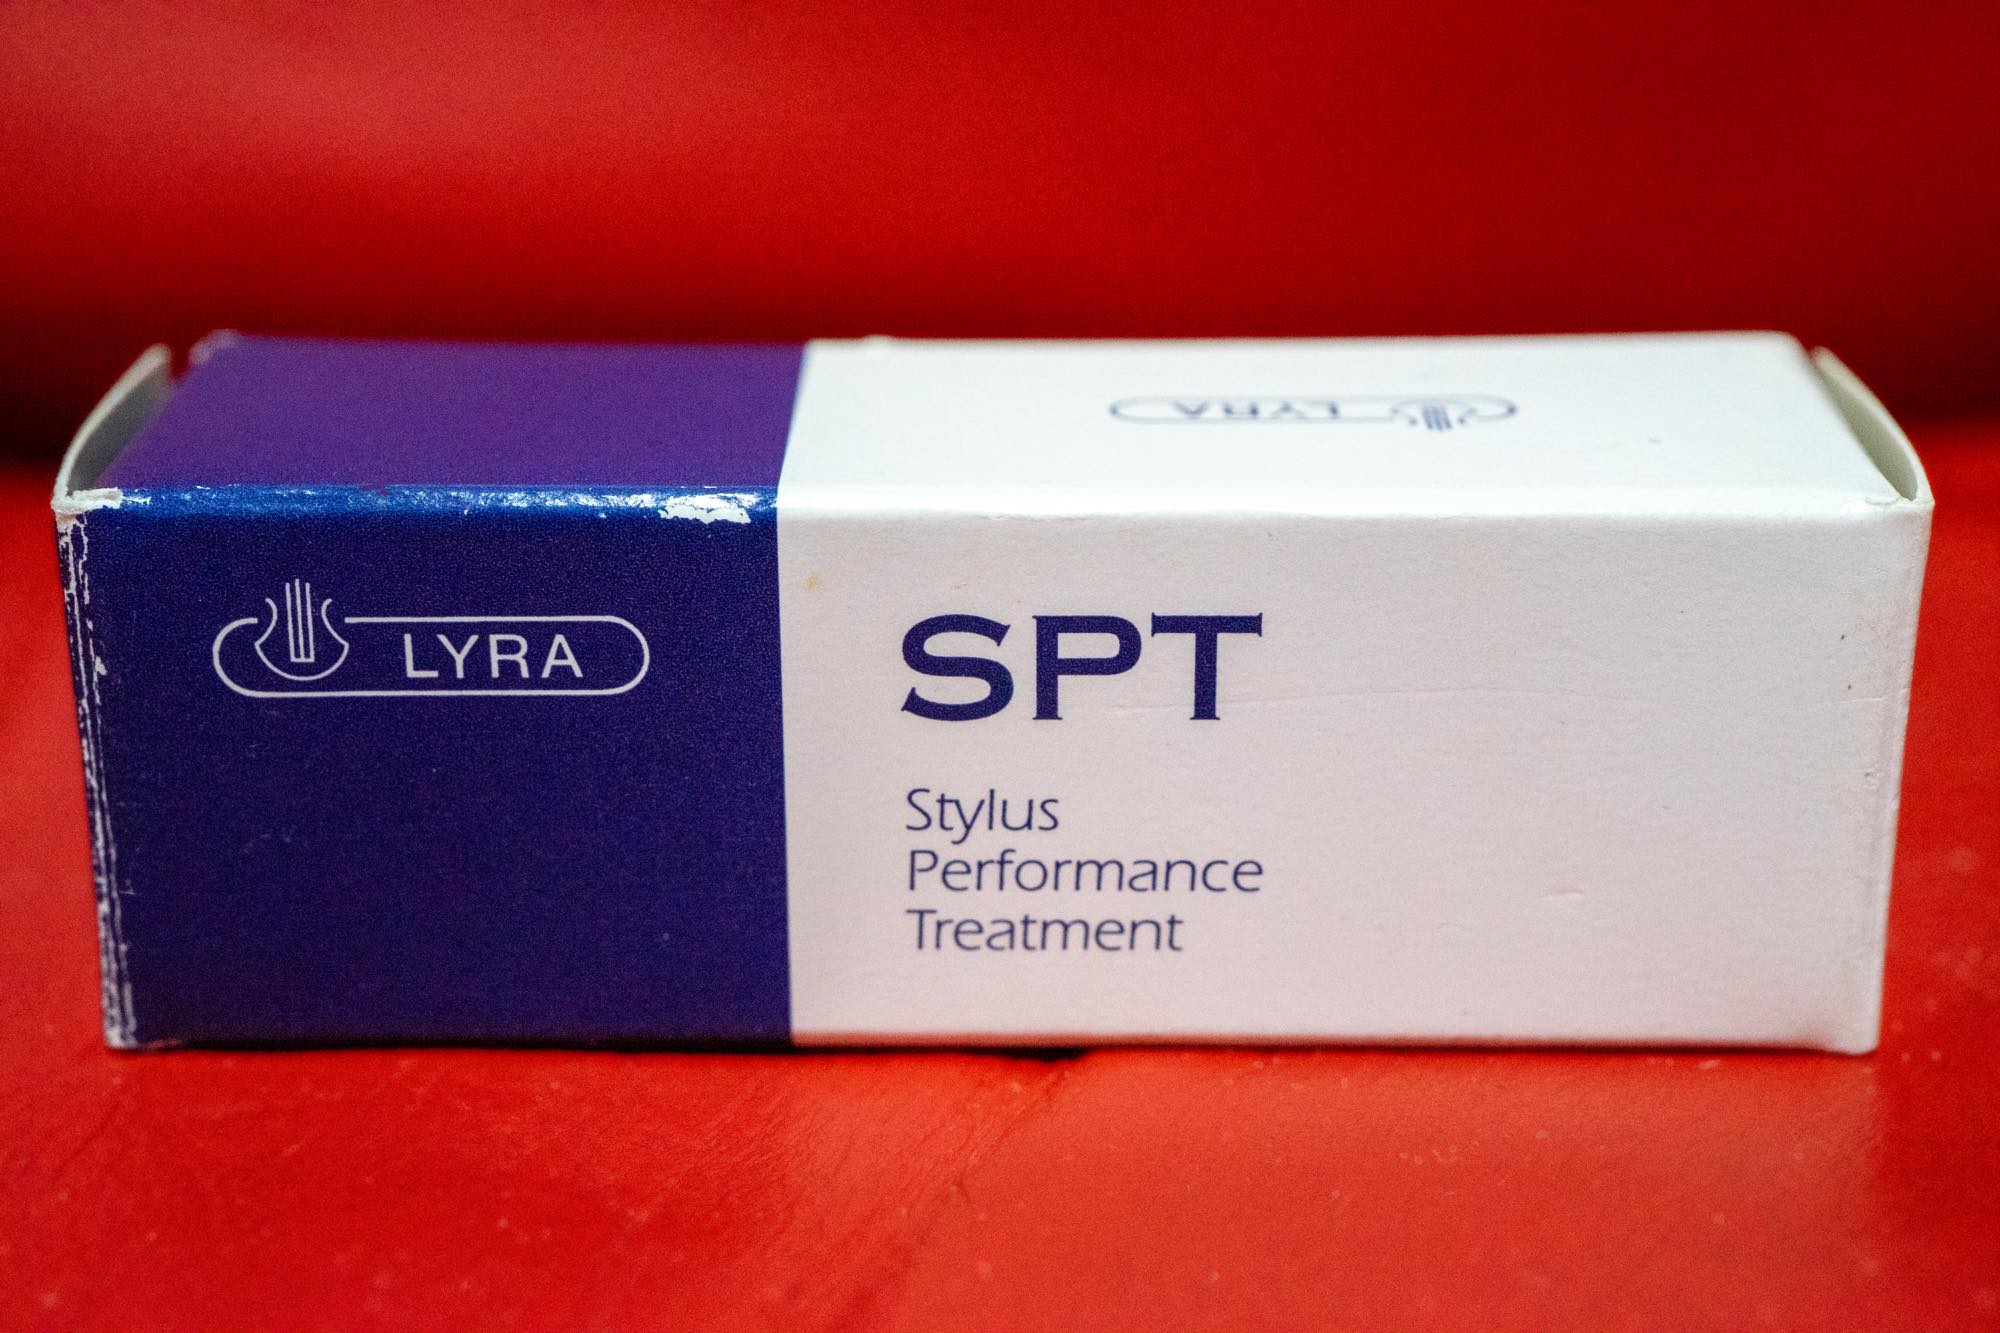 LYRA
LYRA
SPT
Stylus
Performance
Treatment